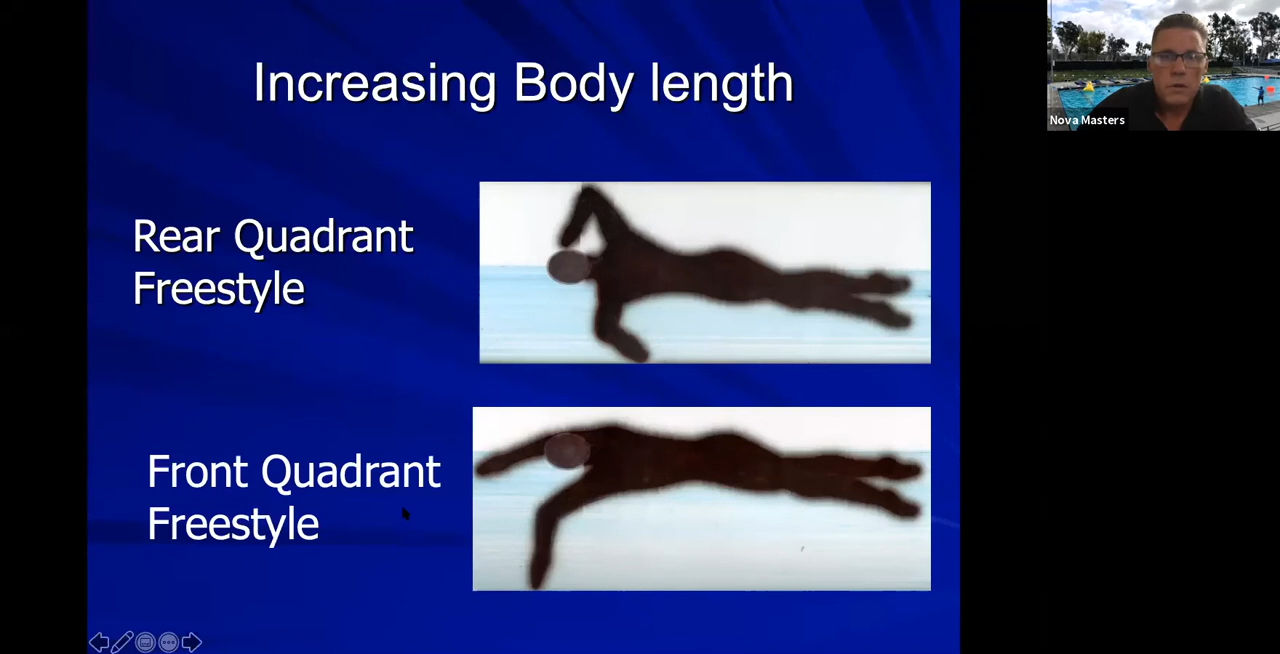 Increasing Body length
Rear Quadrant
Freestyle
Front Quadrant
Freestyle
Nova Masters